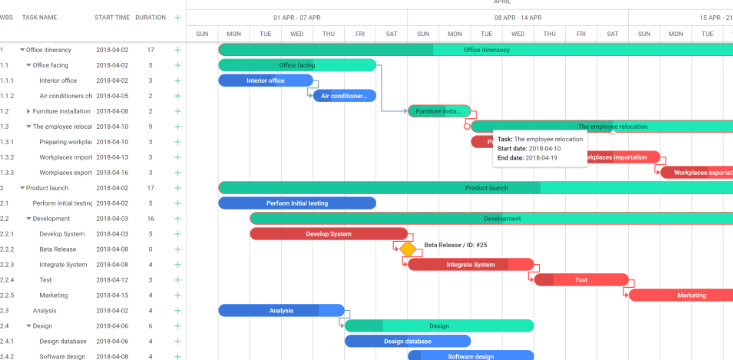 APRIL
WBS TASK NAME START TIME DURATION + 01 APR - 07 APR 08 APR - 14 APR 15 APR - 21
SUN MON TUE WED THU FRI SAT SUN MON TUE WED THU FRI SAT SUN MON TUE
1 Office itinerancy 2018-04-02 17 + Office itinerancy
1.1 Office facing 2018-04-02 5 + Office facing
1.1.1 Interior office 2018-04-02 3 + Interior office
1.1.2 Air conditioners ch 2018-04-05 2 + Air conditioner...
1.2 Furniture installation 2018-04-08 2 + Furniture insta...
1.3 The employee relocat 2018-04-10 9 + The employee relocation
Task: The employee relocation
Start date: 2018-04-10
End date: 2018-04-19
1.3.1 Preparing workplac 2018-04-10 3 +
1.3.2 Workplaces import 2018-04-13 3 + rkplaces importation
1.3.3 Workplaces export 2018-04-16 3 + Workplaces exportat
2 Product launch 2018-04-02 17 + Product launch
2.1 Perform Initial testing 2018-04-02 5 + Perform Initial testing
2.2 Development 2018-04-03 16 + Development
2.2.1 Develop System 2018-04-03 5 + Develop System
2.2.2 Beta Release 2018-04-08 0 + Beta Release / ID: #25
2.2.3 Integrate System 2018-04-08 4 + Integrate System
2.2.4 Test 2018-04-12 3 + Test
2.2.5 Marketing 2018-04-15 4 + Marketing
2.3 Analysis 2018-04-02 4 + Analysis
2.4 Design 2018-04-06 6 + Design
2.4.1 Design database 2018-04-06 4 + Design database
2.4.2 Software design 2018-04-08 4 + Software design